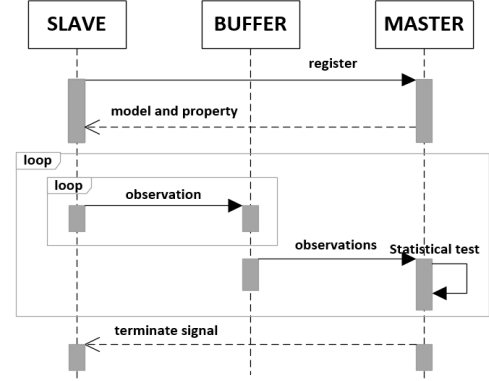 SLAVE
BUFFER
MASTER
register
model and property
loop
loop
observation
observations
Statistical test
terminate signal